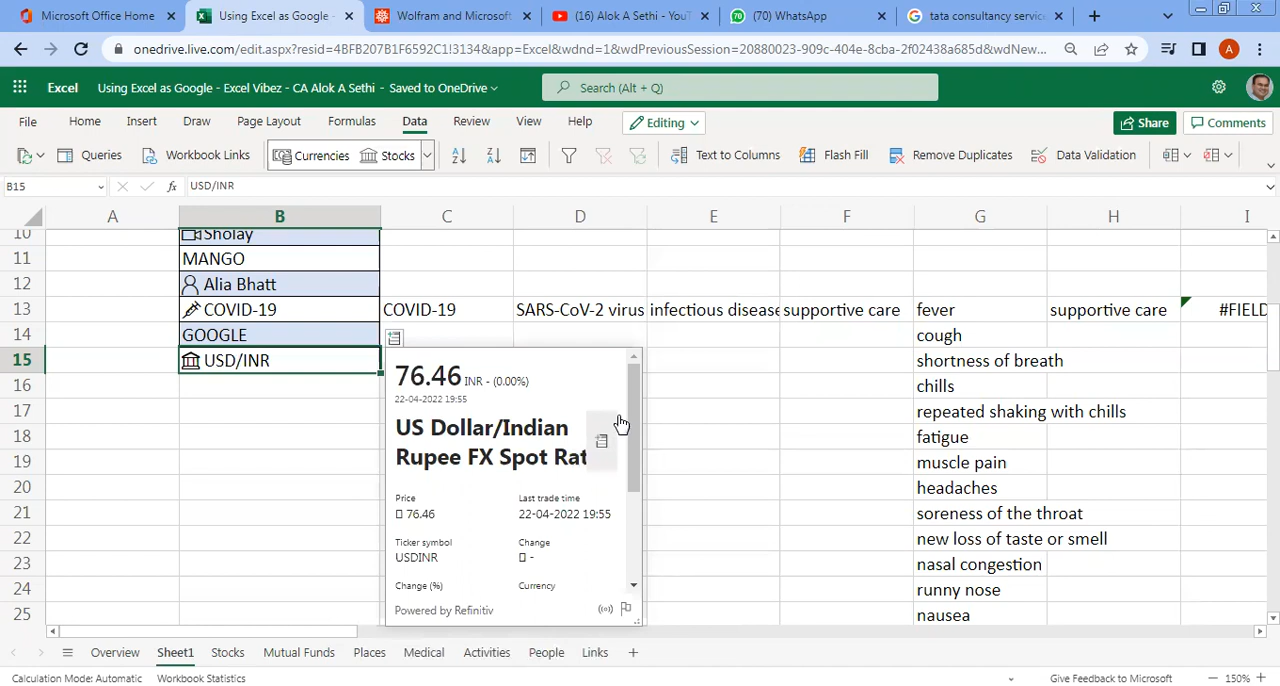 Microsoft Office Home
Using Excel as Google -
Wolfram and Microsoft
(16) Alok A Sethi - YouT
(70) WhatsApp
tata consultancy service
onedrive.live.com/edit.aspx?resid=4BFB207B1F6592C1!3134&app=Excel&wdnd=1&wdPreviousSession=20880023-909c-404e-8cba-2f02438a685d&wdNew...
A
Excel
Using Excel as Google - Excel Vibez - CA Alok A Sethi - Saved to OneDrive
Search (Alt + Q)
File Home Insert Draw Page Layout Formulas Data Review View Help Editing Share Comments
Queries Workbook Links Currencies Stocks Text to Columns Flash Fill Remove Duplicates Data Validation
B15 fx USD/INR
A B C D E F G H I
10 Sholay
11 MANGO
12 Alia Bhatt
13 COVID-19 COVID-19 SARS-CoV-2 virus infectious disease supportive care fever supportive care #FIELD
14 GOOGLE cough
15 USD/INR shortness of breath
16 chills
17 repeated shaking with chills
18 fatigue
19 muscle pain
20 headaches
21 soreness of the throat
22 new loss of taste or smell
23 nasal congestion
24 runny nose
25 nausea
76.46 INR - (0.00%)
22-04-2022 19:55
US Dollar/Indian
Rupee FX Spot Rat
Price Last trade time
76.46 22-04-2022 19:55
Ticker symbol Change
USDINR -
Change (%) Currency
Powered by Refinitiv
Overview Sheet1 Stocks Mutual Funds Places Medical Activities People Links
Calculation Mode: Automatic Workbook Statistics Give Feedback to Microsoft 150%